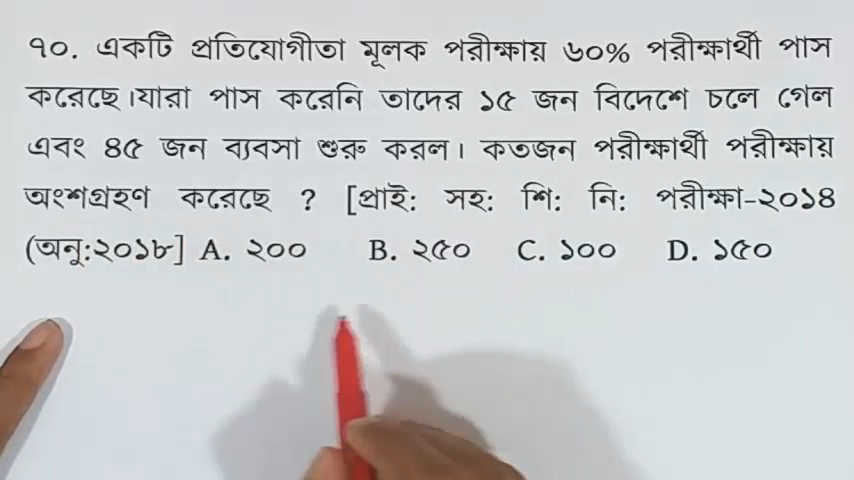 ৭০. একটি প্রতিযোগীতা মূলক পরীক্ষায় ৬০% পরীক্ষার্থী পাস
করেছে।যারা পাস করেনি তাদের ১৫ জন বিদেশে চলে গেল
এবং ৪৫ জন ব্যবসা শুরু করল। কতজন পরীক্ষার্থী পরীক্ষায়
অংশগ্রহণ করেছে ? [প্রাই: সহ: শি: নি: পরীক্ষা-২০১৪
(অনু:২০১৮] A. ২০০ B. ২৫০ C. ১০০ D. ১৫০